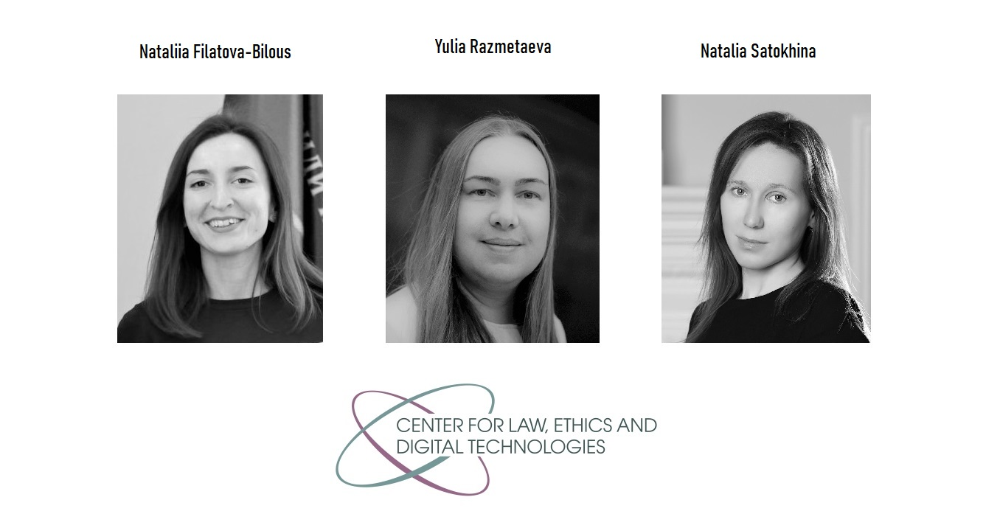 Nataliia Filatova-Bilous
Yulia Razmetaeva
Natalia Satokhina
CENTER FOR LAW, ETHICS AND
DIGITAL TECHNOLOGIES